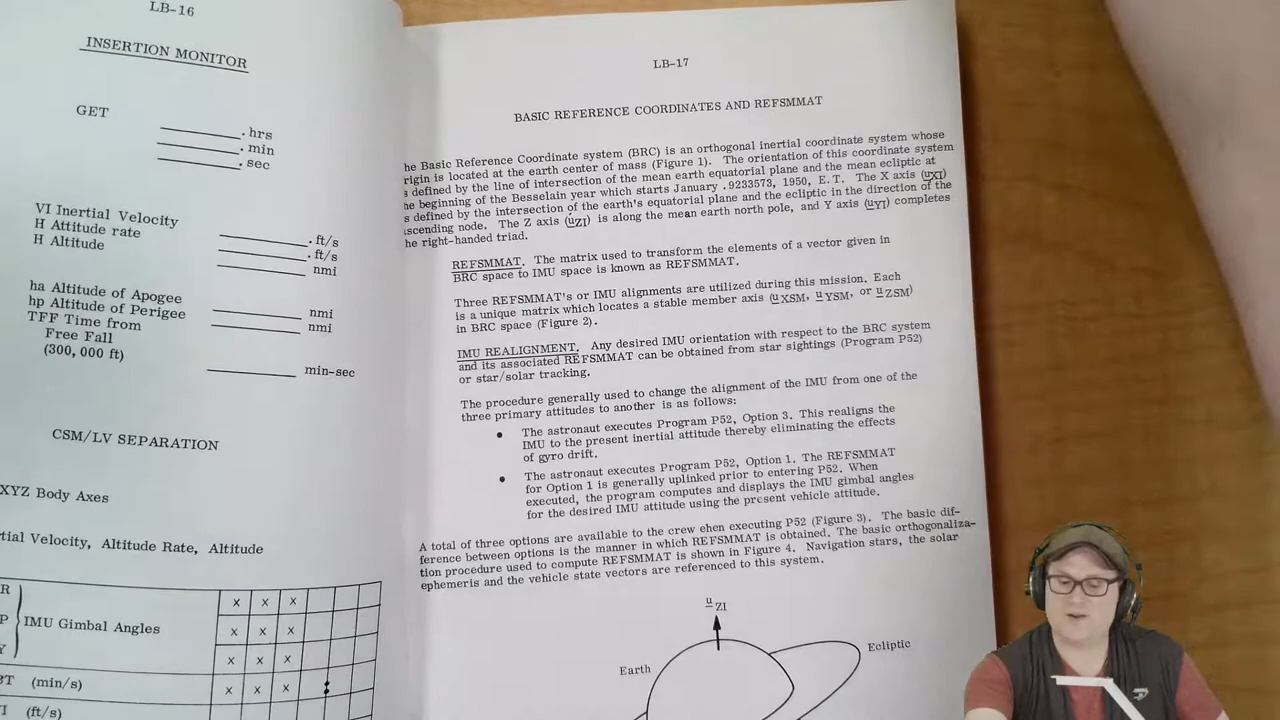 LB-16
INSERTION MONITOR
GET
. hrs
. min
. sec
VI Inertial Velocity
. ft/s
H Attitude rate
. ft/s
H Altitude
nmi
ha Altitude of Apogee
nmi
hp Altitude of Perigee
nmi
TFF Time from
Free Fall
(300, 000 ft)
min-sec
CSM/LV SEPARATION
XYZ Body Axes
tial Velocity, Altitude Rate, Altitude
R
x x x
P
IMU Gimbal Angles
x x x
Y
x x x
BT (min/s)
x x x
I (ft/s)
LB-17
BASIC REFERENCE COORDINATES AND REFSMMAT
he Basic Reference Coordinate system (BRC) is an orthogonal inertial coordinate system whose
rigin is located at the earth center of mass (Figure 1). The orientation of this coordinate system
s defined by the line of intersection of the mean earth equatorial plane and the mean ecliptic at
he beginning of the Besselain year which starts January .9233573, 1950, E.T. The X axis (uXI)
s defined by the intersection of the earth's equatorial plane and the ecliptic in the direction of the
scending node. The Z axis (uZI) is along the mean earth north pole, and Y axis (uYI) completes
he right-handed triad.
REFSMMAT. The matrix used to transform the elements of a vector given in
BRC space to IMU space is known as REFSMMAT.
Three REFSMMAT's or IMU alignments are utilized during this mission. Each
is a unique matrix which locates a stable member axis (u XSM, u YSM, or u ZSM)
in BRC space (Figure 2).
IMU REALIGNMENT. Any desired IMU orientation with respect to the BRC system
and its associated REFSMMAT can be obtained from star sightings (Program P52)
or star/solar tracking.
The procedure generally used to change the alignment of the IMU from one of the
three primary attitudes to another is as follows:
• The astronaut executes Program P52, Option 3. This realigns the
IMU to the present inertial attitude thereby eliminating the effects
of gyro drift.
• The astronaut executes Program P52, Option 1. The REFSMMAT
for Option 1 is generally uplinked prior to entering P52. When
executed, the program computes and displays the IMU gimbal angles
for the desired IMU attitude using the present vehicle attitude.
A total of three options are available to the crew ehen executing P52 (Figure 3). The basic dif-
ference between options is the manner in which REFSMMAT is obtained. The basic orthogonaliza-
tion procedure used to compute REFSMMAT is shown in Figure 4. Navigation stars, the solar
ephemeris and the vehicle state vectors are referenced to this system.
u ZI
Earth
Ecliptic